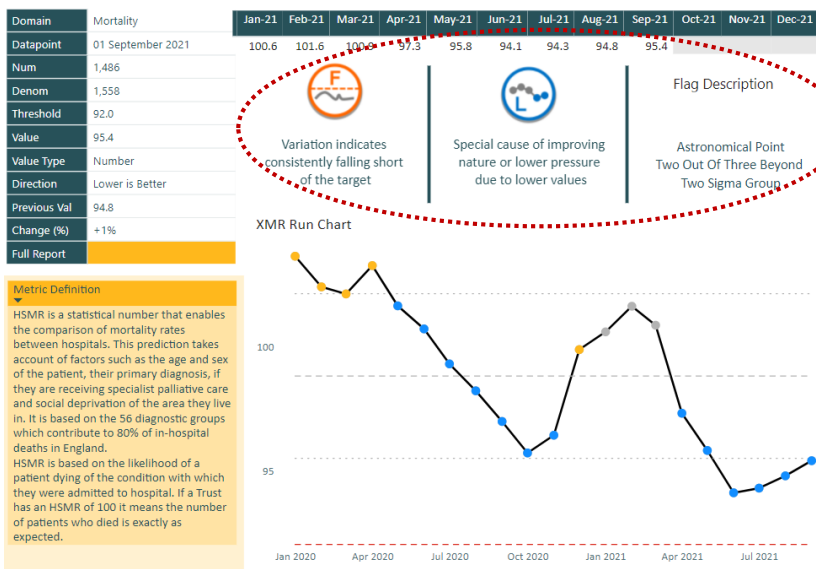 Domain Mortality
Datapoint 01 September 2021
Num 1,486
Denom 1,558
Threshold 92.0
Value 95.4
Value Type Number
Direction Lower is Better
Previous Val 94.8
Change (%) +1%
Full Report
Jan-21 Feb-21 Mar-21 Apr-21 May-21 Jun-21 Jul-21 Aug-21 Sep-21 Oct-21 Nov-21 Dec-21
100.6 101.6 100.9 97.3 95.8 94.1 94.3 94.8 95.4
F
Variation indicates
consistently falling short
of the target
L
Special cause of improving
nature or lower pressure
due to lower values
Flag Description
Astronomical Point
Two Out Of Three Beyond
Two Sigma Group
Metric Definition
HSMR is a statistical number that enables
the comparison of mortality rates
between hospitals. This prediction takes
account of factors such as the age and sex
of the patient, their primary diagnosis, if
they are receiving specialist palliative care
and social deprivation of the area they live
in. It is based on the 56 diagnostic groups
which contribute to 80% of in-hospital
deaths in England.
HSMR is based on the likelihood of a
patient dying of the condition with which
they were admitted to hospital. If a Trust
has an HSMR of 100 it means the number
of patients who died is exactly as
expected.
XMR Run Chart
100
95
Jan 2020 Apr 2020 Jul 2020 Oct 2020 Jan 2021 Apr 2021 Jul 2021